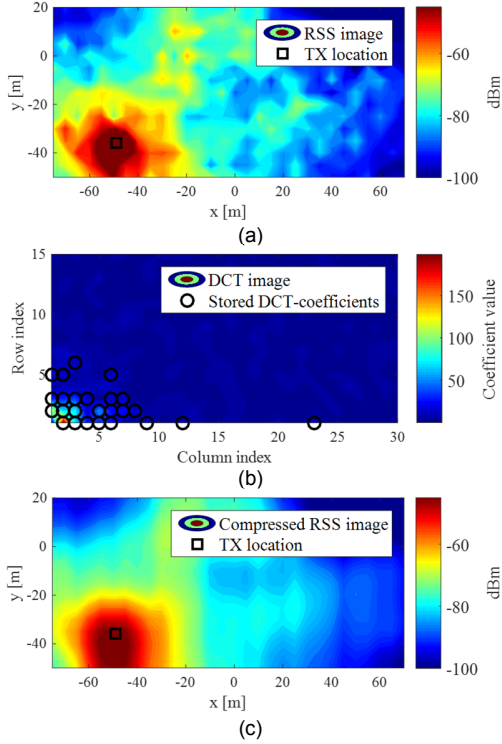 20
0
-20
-40
y [m]
RSS image
TX location
-60
-80
-100
dBm
-60 -40 -20 0 20 40 60
x [m]
(a)
15
10
5
Row index
DCT image
Stored DCT-coefficients
150
100
50
Coefficient value
5 10 15 20 25 30
Column index
(b)
20
0
-20
-40
y [m]
Compressed RSS image
TX location
-60
-80
-100
dBm
-60 -40 -20 0 20 40 60
x [m]
(c)